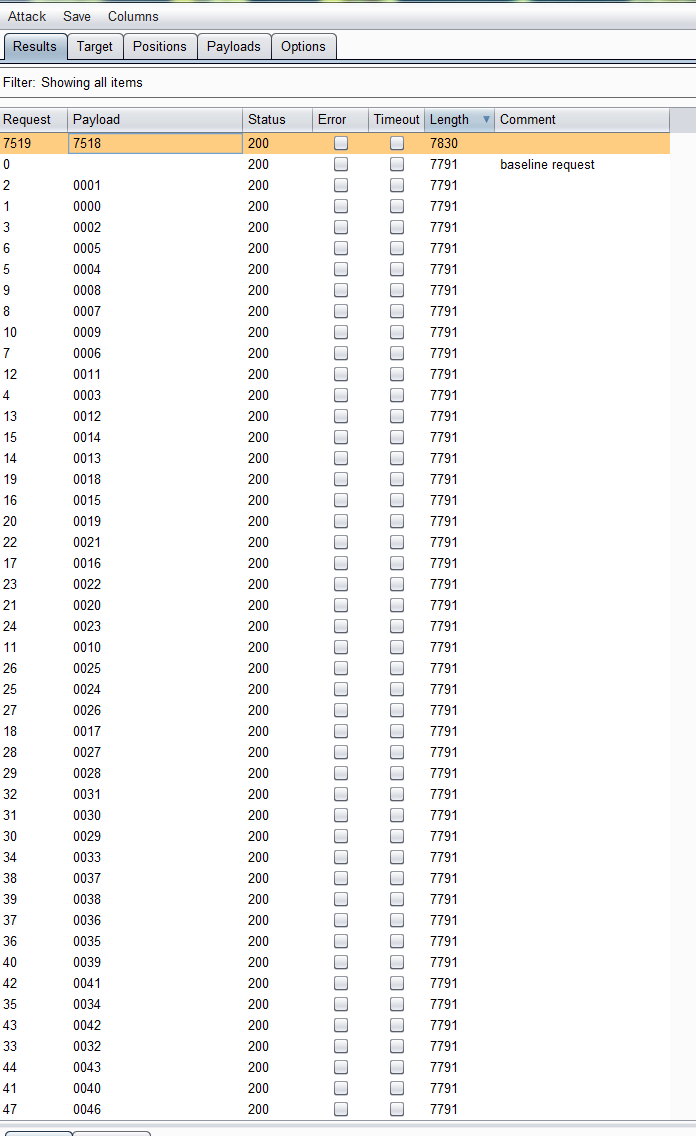 Attack Save Columns
Results Target Positions Payloads Options
Filter: Showing all items
Request Payload Status Error Timeout Length Comment
7519 7518 200 7830
0 200 7791 baseline request
2 0001 200 7791
1 0000 200 7791
3 0002 200 7791
6 0005 200 7791
5 0004 200 7791
9 0008 200 7791
8 0007 200 7791
10 0009 200 7791
7 0006 200 7791
12 0011 200 7791
4 0003 200 7791
13 0012 200 7791
15 0014 200 7791
14 0013 200 7791
19 0018 200 7791
16 0015 200 7791
20 0019 200 7791
22 0021 200 7791
17 0016 200 7791
23 0022 200 7791
21 0020 200 7791
24 0023 200 7791
11 0010 200 7791
26 0025 200 7791
25 0024 200 7791
27 0026 200 7791
18 0017 200 7791
28 0027 200 7791
29 0028 200 7791
32 0031 200 7791
31 0030 200 7791
30 0029 200 7791
34 0033 200 7791
38 0037 200 7791
39 0038 200 7791
37 0036 200 7791
36 0035 200 7791
40 0039 200 7791
42 0041 200 7791
35 0034 200 7791
43 0042 200 7791
33 0032 200 7791
44 0043 200 7791
41 0040 200 7791
47 0046 200 7791